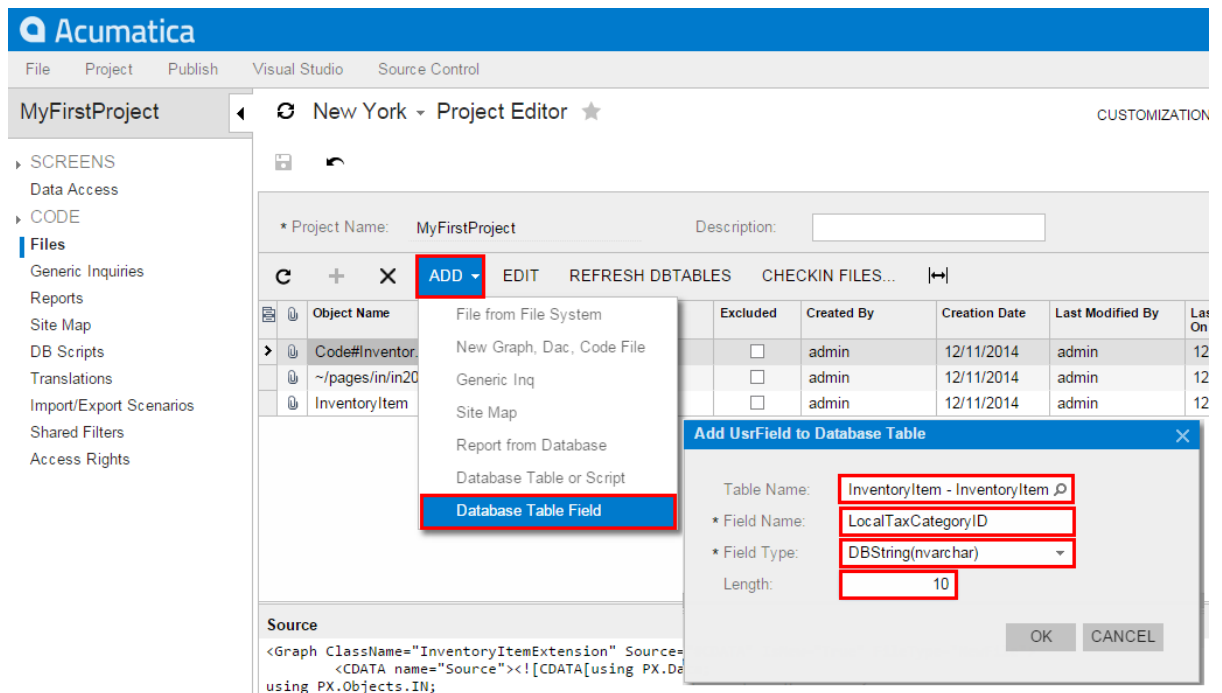 Acumatica
File Project Publish Visual Studio Source Control
MyFirstProject
New York Project Editor
CUSTOMIZATION
SCREENS
Data Access
CODE
Files
Generic Inquiries
Reports
Site Map
DB Scripts
Translations
Import/Export Scenarios
Shared Filters
Access Rights
* Project Name: MyFirstProject Description:
ADD EDIT REFRESH DBTABLES CHECKIN FILES...
Object Name Excluded Created By Creation Date Last Modified By Las
On
Code#Inventor. admin 12/11/2014 admin 12
~/pages/in/in20 admin 12/11/2014 admin 12
InventoryItem admin 12/11/2014 admin 12
File from File System
New Graph, Dac, Code File
Generic Inq
Site Map
Report from Database
Database Table or Script
Database Table Field
Add UsrField to Database Table
Table Name: InventoryItem - InventoryItem
* Field Name: LocalTaxCategoryID
* Field Type: DBString(nvarchar)
Length: 10
OK CANCEL
Source
<Graph ClassName="InventoryItemExtension" Source=
<CDATA name="Source"><![CDATA[using PX.Da
using PX.Objects.IN;